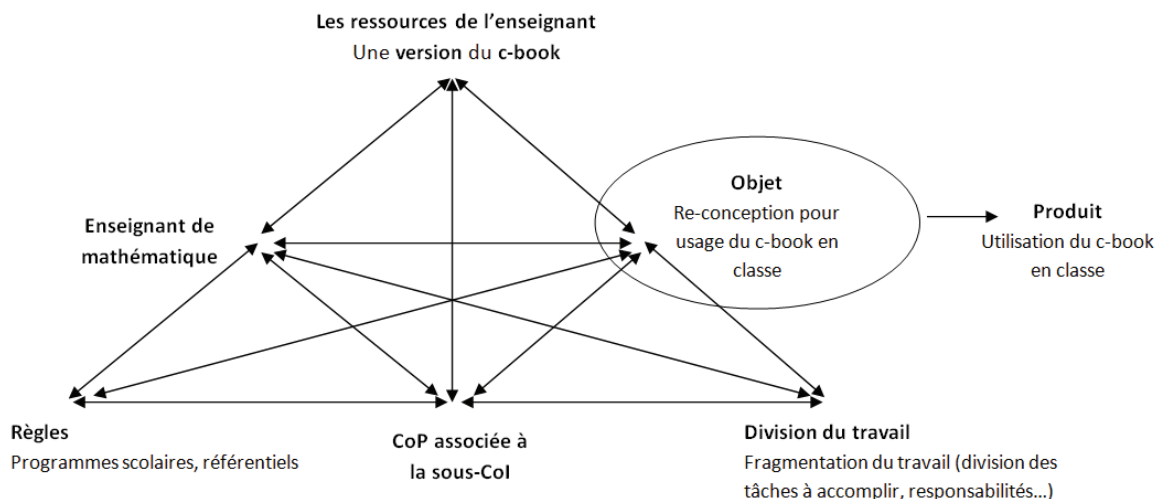 Les ressources de l’enseignant
Une version du c-book
Enseignant de
mathématique
Objet
Re-conception pour
usage du c-book en
classe
Produit
Utilisation du c-book
en classe
Règles
Programmes scolaires, référentiels
CoP associée à
la sous-CoI
Division du travail
Fragmentation du travail (division des
tâches à accomplir, responsabilités…)